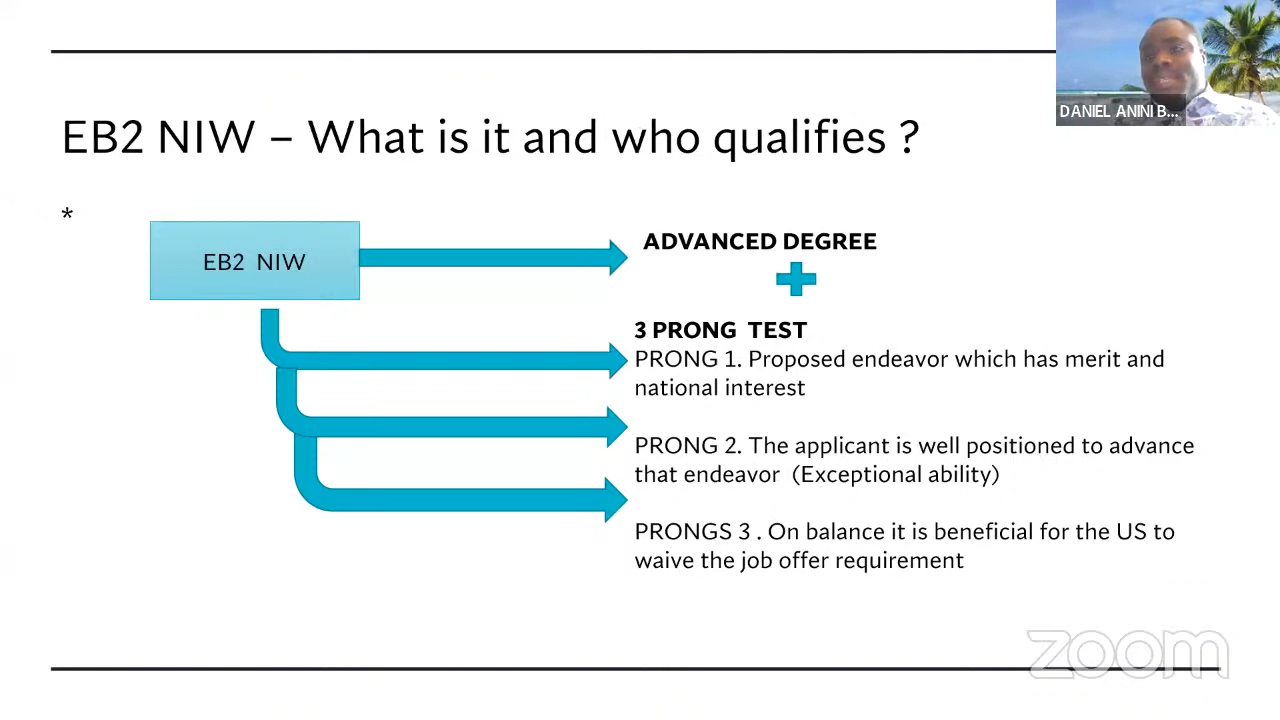 DANIEL ANINI B...
EB2 NIW – What is it and who qualifies ?
*
EB2 NIW
ADVANCED DEGREE
3 PRONG TEST
PRONG 1. Proposed endeavor which has merit and
national interest
PRONG 2. The applicant is well positioned to advance
that endeavor (Exceptional ability)
PRONGS 3 . On balance it is beneficial for the US to
waive the job offer requirement
zoom